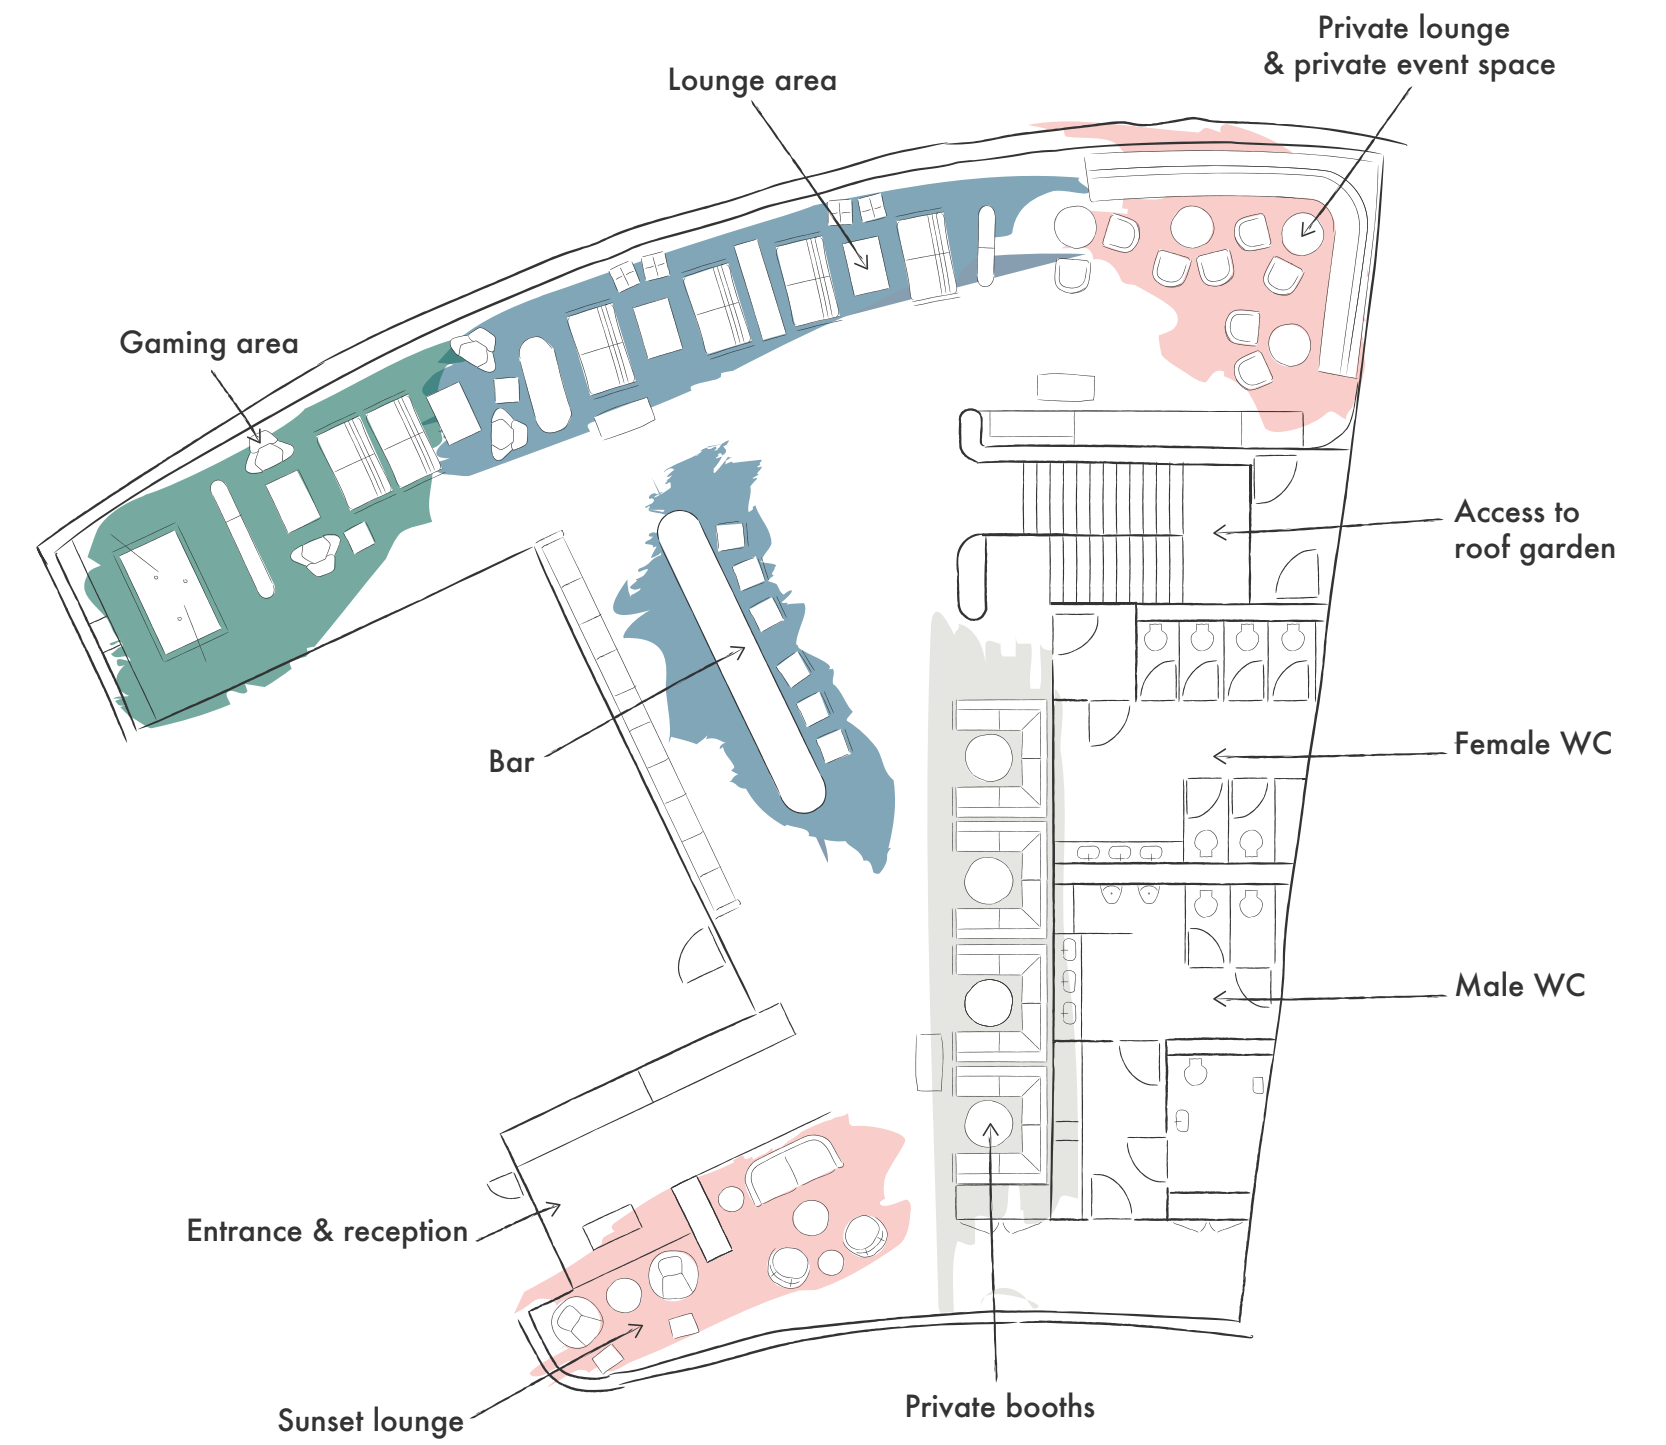 Private lounge
& private event space
Lounge area
Gaming area
Access to
roof garden
Female WC
Bar
Male WC
Entrance & reception
Private booths
Sunset lounge